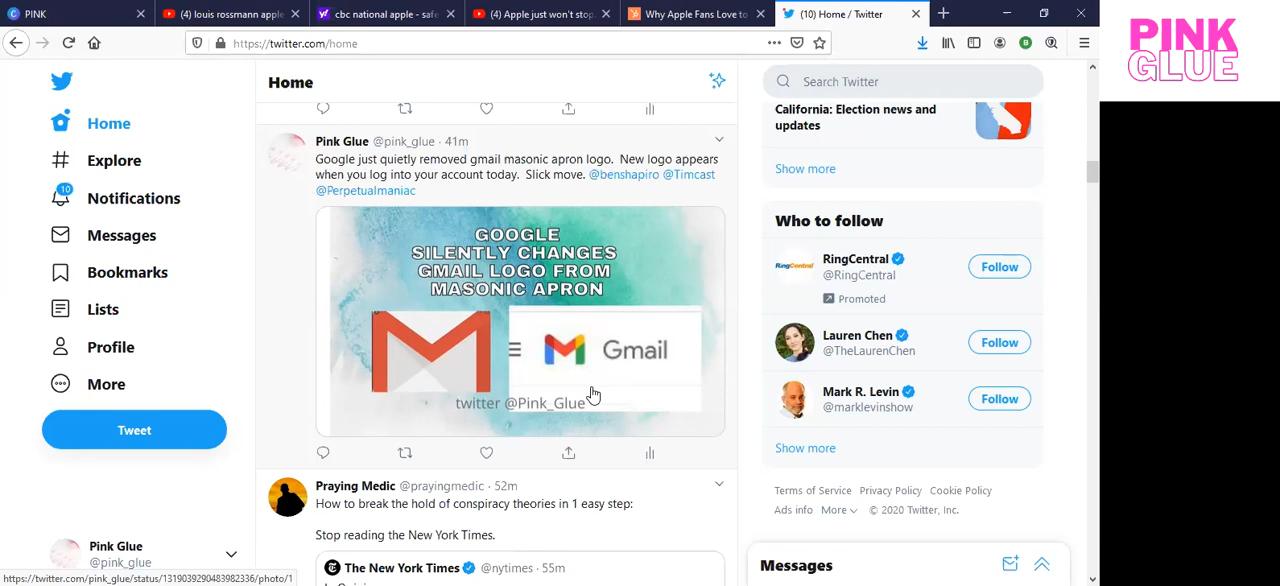 PINK
(4) louis rossmann apple
cbc national apple - safe
(4) Apple just won't stop.
Why Apple Fans Love to
(10) Home / Twitter
https://twitter.com/home
PINK
GLUE
Home
Explore
10
Notifications
Messages
Bookmarks
Lists
Profile
More
Tweet
Pink Glue
@pink_glue
https://twitter.com/pink_glue/status/1319039290483982336/photo/1
Home
Pink Glue @pink_glue · 41m
Google just quietly removed gmail masonic apron logo. New logo appears
when you log into your account today. Slick move. @benshapiro @Timcast
@Perpetualmaniac
GOOGLE
SILENTLY CHANGES
GMAIL LOGO FROM
MASONIC APRON
Gmail
twitter @Pink_Glue
Praying Medic @prayingmedic · 52m
How to break the hold of conspiracy theories in 1 easy step:
Stop reading the New York Times.
The New York Times @nytimes · 55m
Search Twitter
California: Election news and
updates
Show more
Who to follow
RingCentral
RingCentral
@RingCentral
Promoted
Follow
Lauren Chen
@TheLaurenChen
Follow
Mark R. Levin
@marklevinshow
Follow
Show more
Terms of Service Privacy Policy Cookie Policy
Ads info More © 2020 Twitter, Inc.
Messages